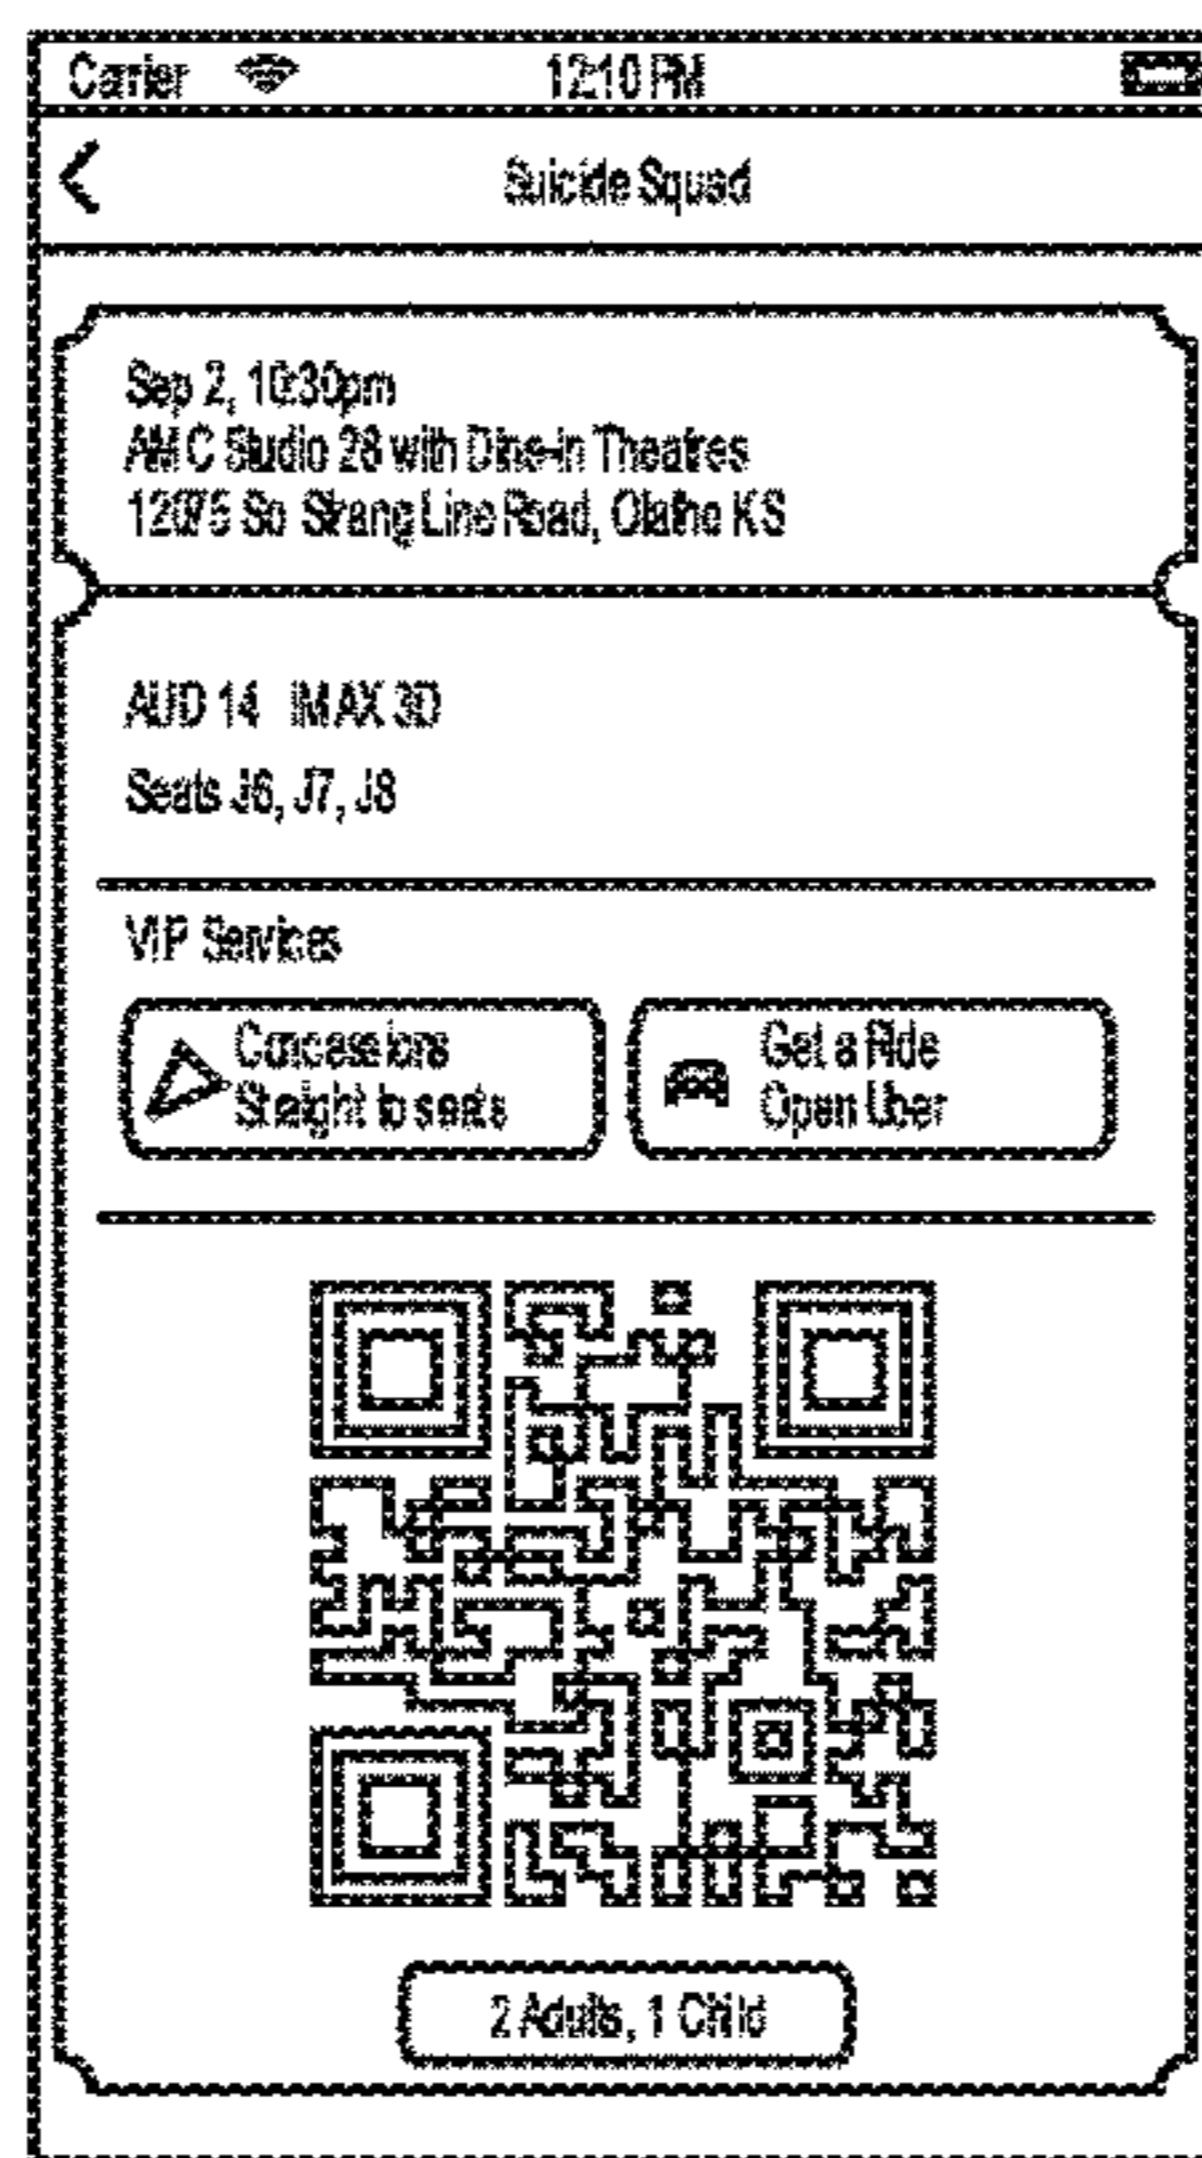 Carrier 12:10 PM
Suicide Squad
Sep 2, 10:30pm
AMC Studio 28 with Dine-in Theatres
12075 So Strang Line Road, Olathe KS
AUD 14 IMAX 3D
Seats J6, J7, J8
VIP Services
Concessions
Straight to seats
Get a Ride
Open Uber
2 Adults, 1 Child